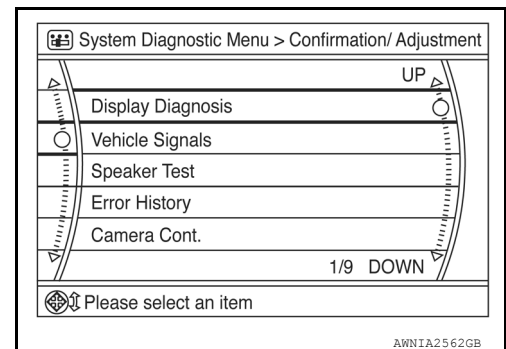 System Diagnostic Menu > Confirmation/ Adjustment
UP
Display Diagnosis
Vehicle Signals
Speaker Test
Error History
Camera Cont.
1/9 DOWN
Please select an item
AWNIA2562GB